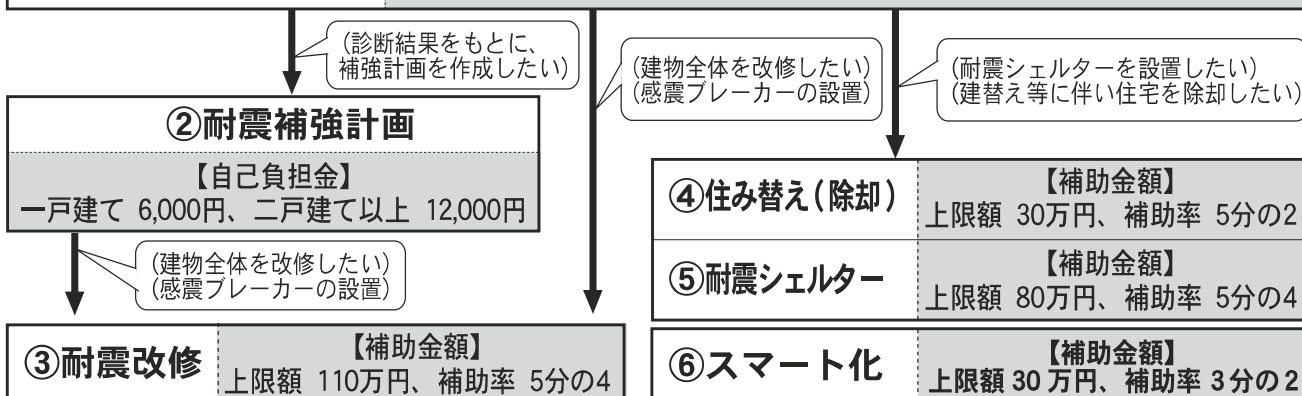 (診断結果をもとに、
補強計画を作成したい)
(建物全体を改修したい)
(感震ブレーカーの設置)
(耐震シェルターを設置したい)
(建替え等に伴い住宅を除却したい)
②耐震補強計画
【自己負担金】
一戸建て 6,000円、二戸建て以上 12,000円
(建物全体を改修したい)
(感震ブレーカーの設置)
③耐震改修
【補助金額】
上限額 110万円、補助率 5分の4
④住み替え(除却)
【補助金額】
上限額 30万円、補助率 5分の2
⑤耐震シェルター
【補助金額】
上限額 80万円、補助率 5分の4
⑥スマート化
【補助金額】
上限額 30 万円、補助率 3 分の 2